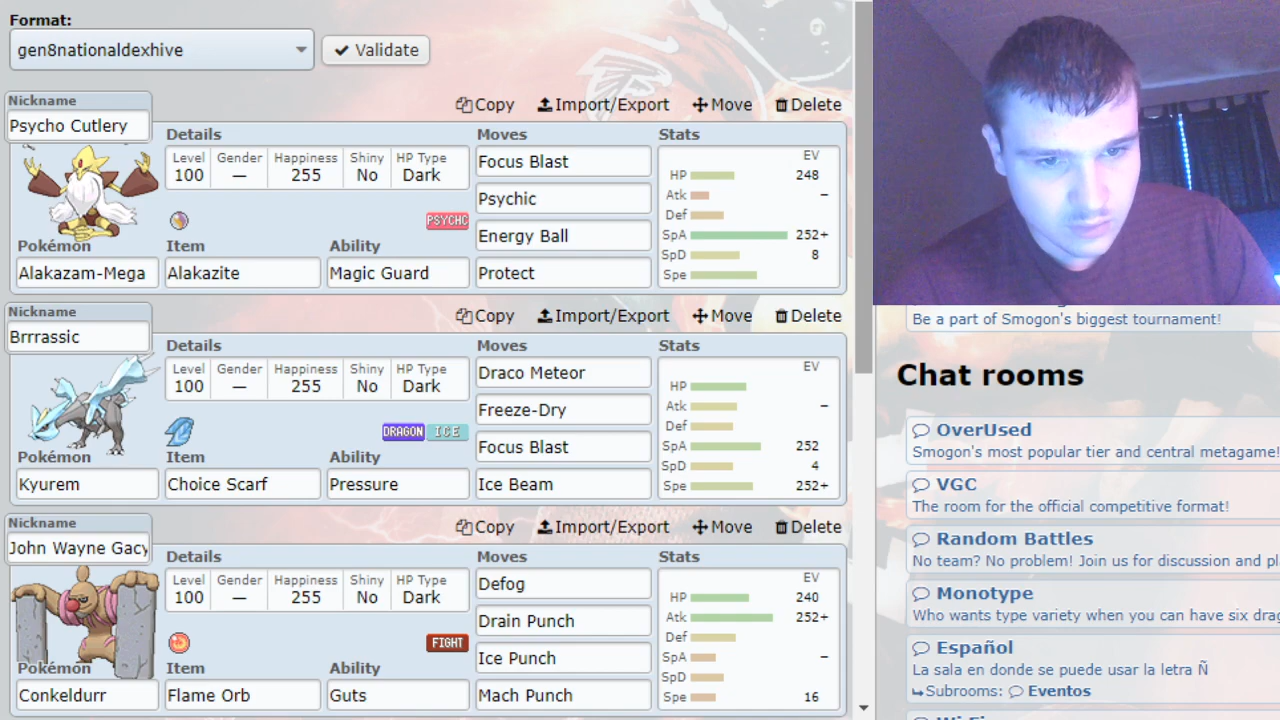 Format:
gen8nationaldexhive
Validate
Nickname
Psycho Cutlery
Copy Import/Export Move Delete
Details
Level Gender Happiness Shiny HP Type
100 — 255 No Dark
PSYCHC
Pokémon Item Ability
Alakazam-Mega Alakazite Magic Guard
Moves
Focus Blast
Psychic
Energy Ball
Protect
Stats
EV
HP 248
Atk –
Def
SpA 252+
SpD 8
Spe
Nickname
Brrrassic
Copy Import/Export Move Delete
Details
Level Gender Happiness Shiny HP Type
100 — 255 No Dark
DRAGON ICE
Pokémon Item Ability
Kyurem Choice Scarf Pressure
Moves
Draco Meteor
Freeze-Dry
Focus Blast
Ice Beam
Stats
EV
HP
Atk –
Def
SpA 252
SpD 4
Spe 252+
Nickname
John Wayne Gacy
Copy Import/Export Move Delete
Details
Level Gender Happiness Shiny HP Type
100 — 255 No Dark
FIGHT
Pokémon Item Ability
Conkeldurr Flame Orb Guts
Moves
Defog
Drain Punch
Ice Punch
Mach Punch
Stats
EV
HP 240
Atk 252+
Def
SpA –
SpD
Spe 16
Be a part of Smogon's biggest tournament!
Chat rooms
OverUsed
Smogon's most popular tier and central metagame!
VGC
The room for the official competitive format!
Random Battles
No team? No problem! Join us for discussion and pl
Monotype
Who wants type variety when you can have six drag
Español
La sala en donde se puede usar la letra Ñ
Subrooms: Eventos